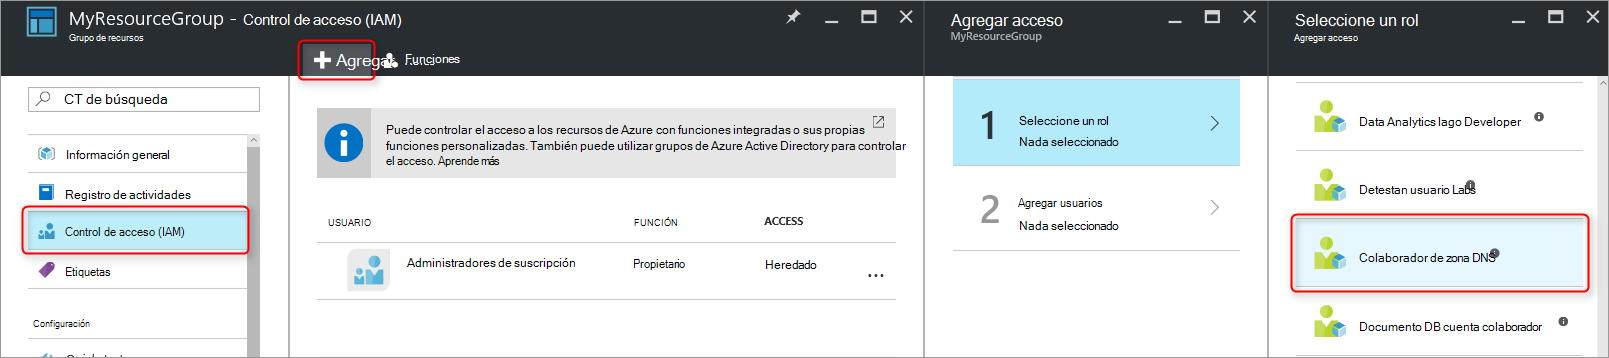 MyResourceGroup - Control de acceso (IAM)
Grupo de recursos
Agregar
Funciones
CT de búsqueda
Información general
Registro de actividades
Control de acceso (IAM)
Etiquetas
Configuración
Puede controlar el acceso a los recursos de Azure con funciones integradas o sus propias
funciones personalizadas. También puede utilizar grupos de Azure Active Directory para controlar
el acceso. Aprende más
USUARIO FUNCIÓN ACCESS
Administradores de suscripción Propietario Heredado ...
Agregar acceso
MyResourceGroup
1 Seleccione un rol
Nada seleccionado
2 Agregar usuarios
Nada seleccionado
Seleccione un rol
Agregar acceso
Data Analytics lago Developer
Detestan usuario Labs
Colaborador de zona DNS
Documento DB cuenta colaborador